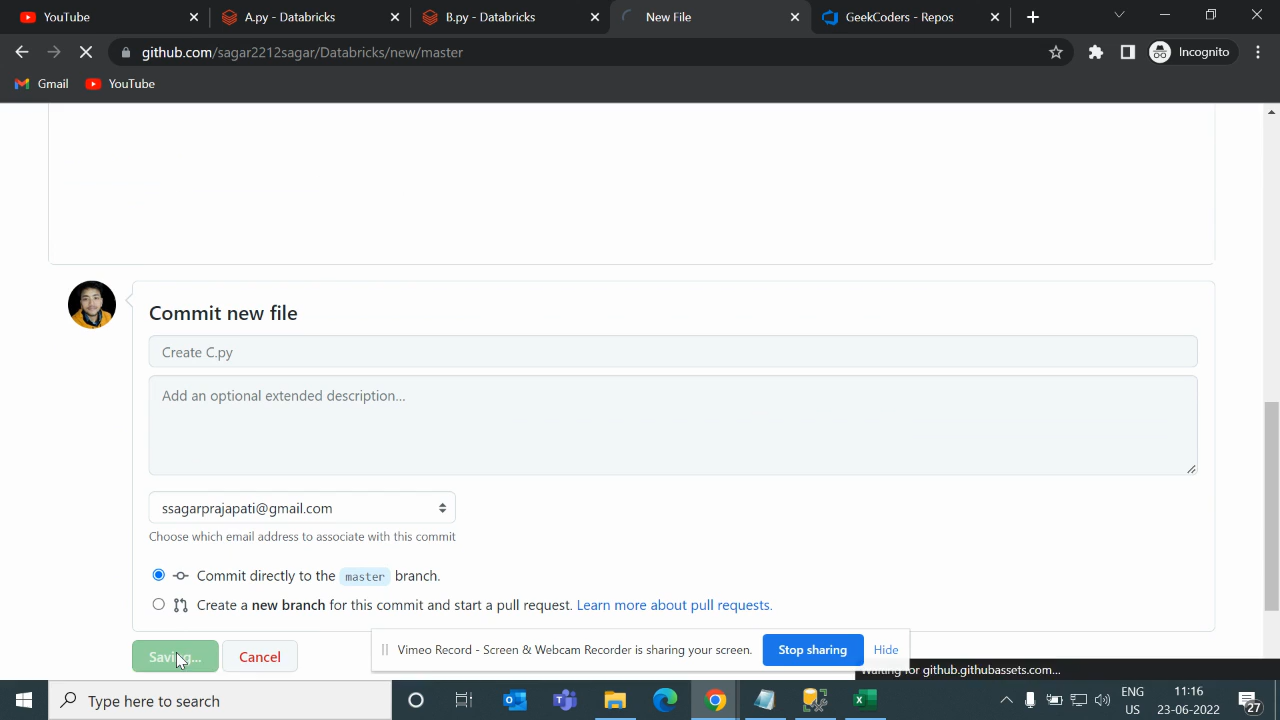 YouTube
A.py - Databricks
B.py - Databricks
New File
GeekCoders - Repos
github.com/sagar2212sagar/Databricks/new/master
Incognito
Gmail
YouTube
Commit new file
Create C.py
Add an optional extended description...
ssagarprajapati@gmail.com
Choose which email address to associate with this commit
Commit directly to the master branch.
Create a new branch for this commit and start a pull request. Learn more about pull requests.
Saving...
Cancel
Vimeo Record - Screen & Webcam Recorder is sharing your screen.
Stop sharing
Hide
Waiting for github.githubassets.com...
Type here to search
ENG
US
11:16
23-06-2022
27